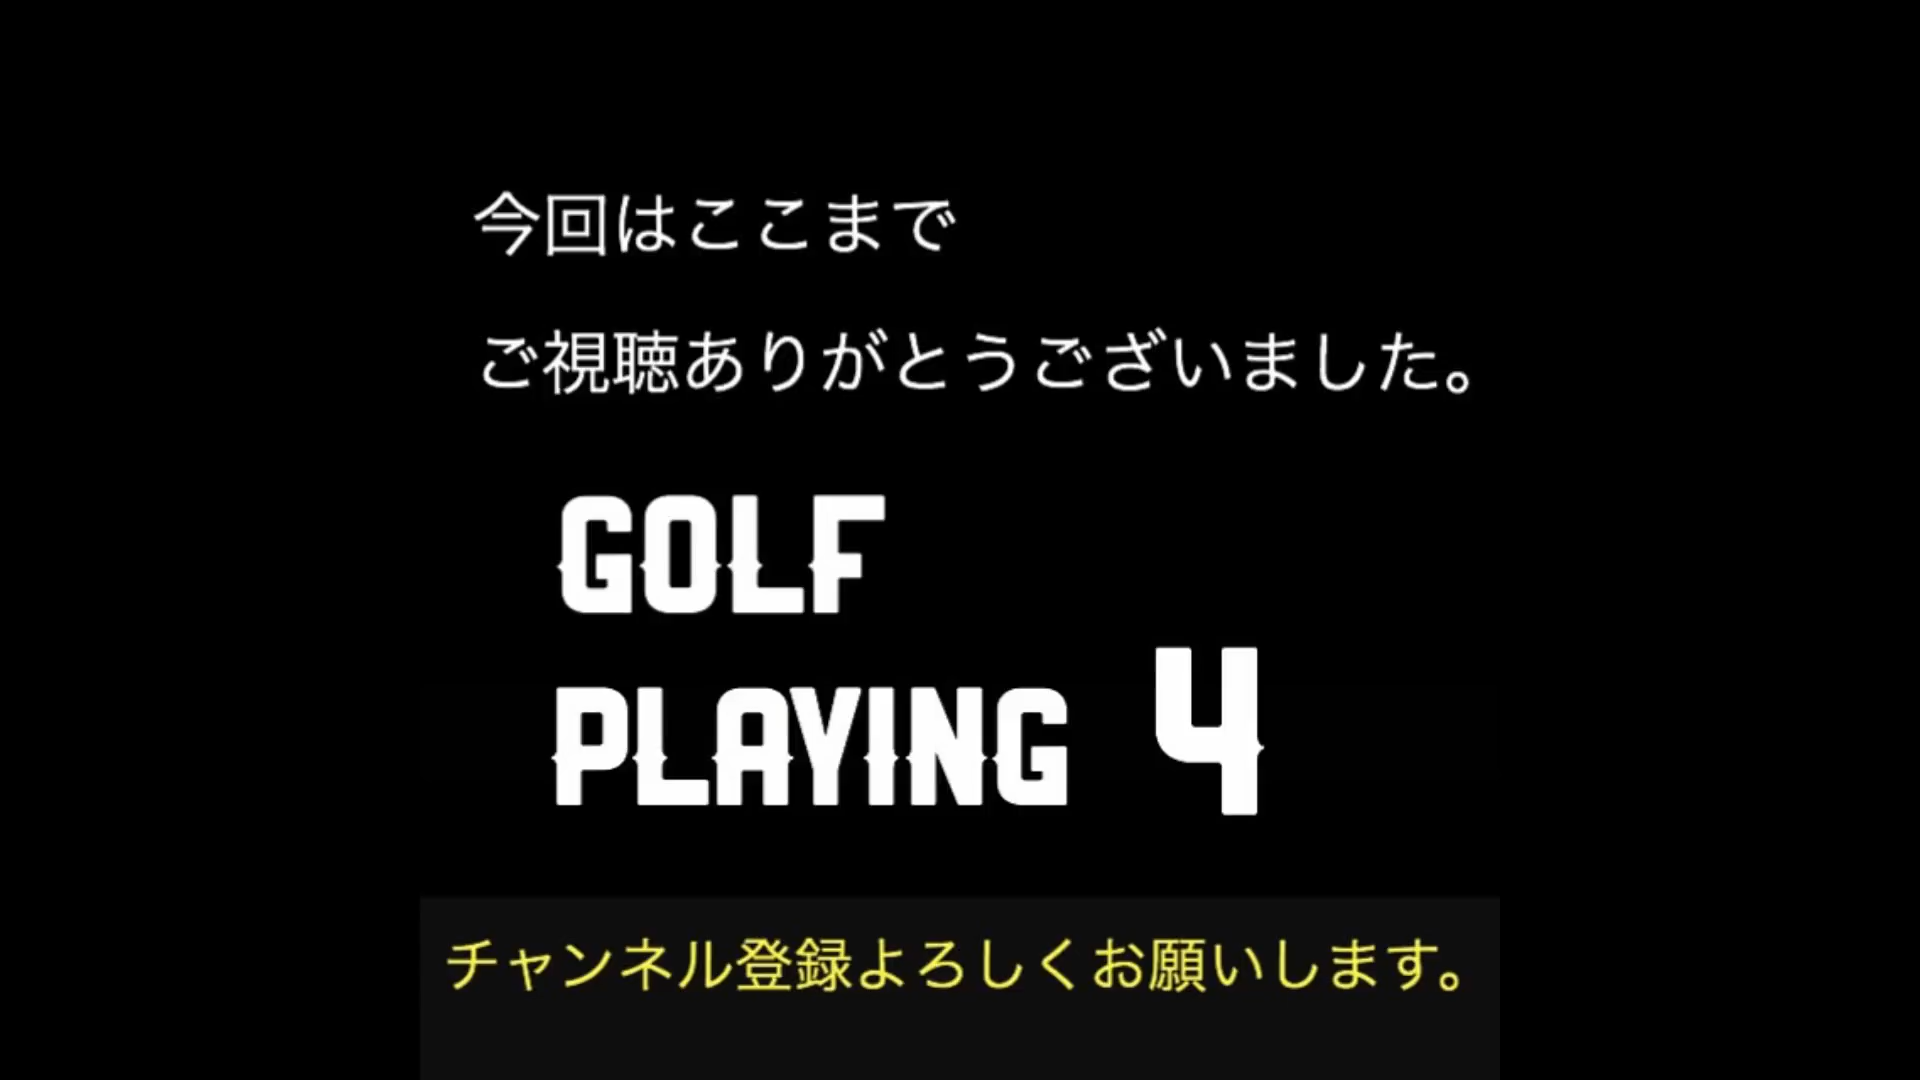 今回はここまで
ご視聴ありがとうございました。
GOLF
PLAYING 4
チャンネル登録よろしくお願いします。